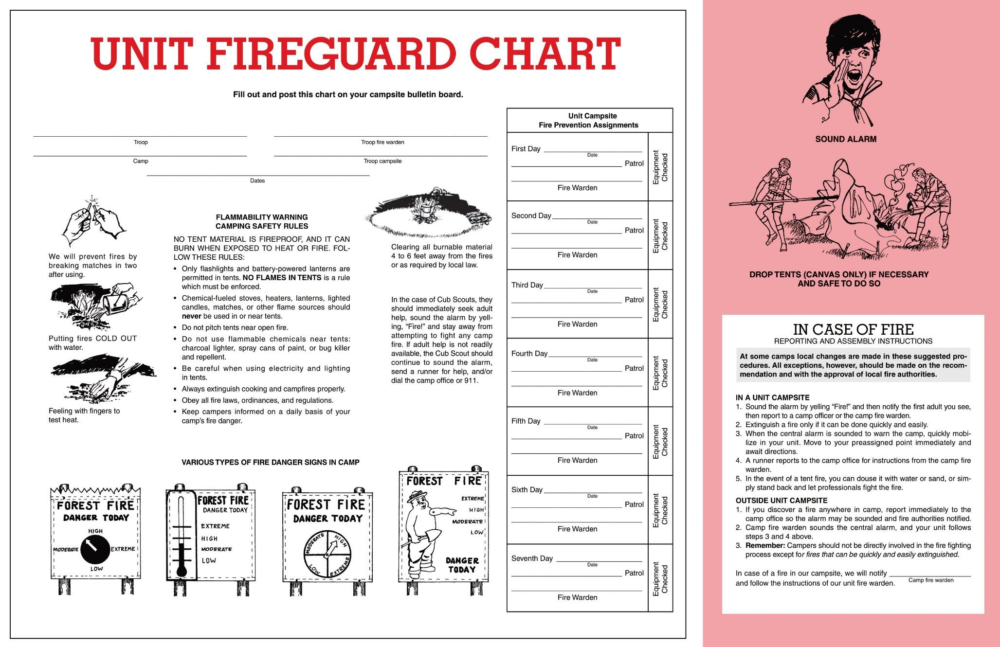 UNIT FIREGUARD CHART
Fill out and post this chart on your campsite bulletin board.
Troop
Troop fire warden
Camp
Troop campsite
Dates
We will prevent fires by
breaking matches in two
after using.
Putting fires COLD OUT
with water.
Feeling with fingers to
test heat.
FLAMMABILITY WARNING
CAMPING SAFETY RULES
NO TENT MATERIAL IS FIREPROOF, AND IT CAN
BURN WHEN EXPOSED TO HEAT OR FIRE. FOL-
LOW THESE RULES:
• Only flashlights and battery-powered lanterns are
permitted in tents. NO FLAMES IN TENTS is a rule
which must be enforced.
• Chemical-fueled stoves, heaters, lanterns, lighted
candles, matches, or other flame sources should
never be used in or near tents.
• Do not pitch tents near open fire.
• Do not use flammable chemicals near tents:
charcoal lighter, spray cans of paint, or bug killer
and repellent.
• Be careful when using electricity and lighting
in tents.
• Always extinguish cooking and campfires properly.
• Obey all fire laws, ordinances, and regulations.
• Keep campers informed on a daily basis of your
camp's fire danger.
Clearing all burnable material
4 to 6 feet away from the fires
or as required by local law.
In the case of Cub Scouts, they
should immediately seek adult
help, sound the alarm by yell-
ing, "Fire!" and stay away from
attempting to fight any camp
fire. If adult help is not readily
available, the Cub Scout should
continue to sound the alarm,
send a runner for help, and/or
dial the camp office or 911.
VARIOUS TYPES OF FIRE DANGER SIGNS IN CAMP
FOREST FIRE
DANGER TODAY
HIGH
MODERATE
EXTREME
LOW
FOREST FIRE
DANGER TODAY
EXTREME
HIGH
MODERATE
LOW
FOREST FIRE
DANGER TODAY
MODERATE
HIGH
LOW
EXTREME
FOREST FIRE
EXTREME
HIGH
MODERATE
LOW
DANGER
TODAY
Unit Campsite
Fire Prevention Assignments
First Day
Date
Patrol
Fire Warden
Equipment
Checked
Second Day
Date
Patrol
Fire Warden
Equipment
Checked
Third Day
Date
Patrol
Fire Warden
Equipment
Checked
Fourth Day
Date
Patrol
Fire Warden
Equipment
Checked
Fifth Day
Date
Patrol
Fire Warden
Equipment
Checked
Sixth Day
Date
Patrol
Fire Warden
Equipment
Checked
Seventh Day
Date
Patrol
Fire Warden
Equipment
Checked
SOUND ALARM
DROP TENTS (CANVAS ONLY) IF NECESSARY
AND SAFE TO DO SO
IN CASE OF FIRE
REPORTING AND ASSEMBLY INSTRUCTIONS
At some camps local changes are made in these suggested pro-
cedures. All exceptions, however, should be made on the recom-
mendation and with the approval of local fire authorities.
IN A UNIT CAMPSITE
1. Sound the alarm by yelling "Fire!" and then notify the first adult you see,
then report to a camp officer or the camp fire warden.
2. Extinguish a fire only if it can be done quickly and easily.
3. When the central alarm is sounded to warn the camp, quickly mobi-
lize in your unit. Move to your preassigned point immediately and
await directions.
4. A runner reports to the camp office for instructions from the camp fire
warden.
5. In the event of a tent fire, you can douse it with water or sand, or sim-
ply stand back and let professionals fight the fire.
OUTSIDE UNIT CAMPSITE
1. If you discover a fire anywhere in camp, report immediately to the
camp office so the alarm may be sounded and fire authorities notified.
2. Camp fire warden sounds the central alarm, and your unit follows
steps 3 and 4 above.
3. Remember: Campers should not be directly involved in the fire fighting
process except for fires that can be quickly and easily extinguished.
In case of a fire in our campsite, we will notify
Camp fire warden
and follow the instructions of our unit fire warden.